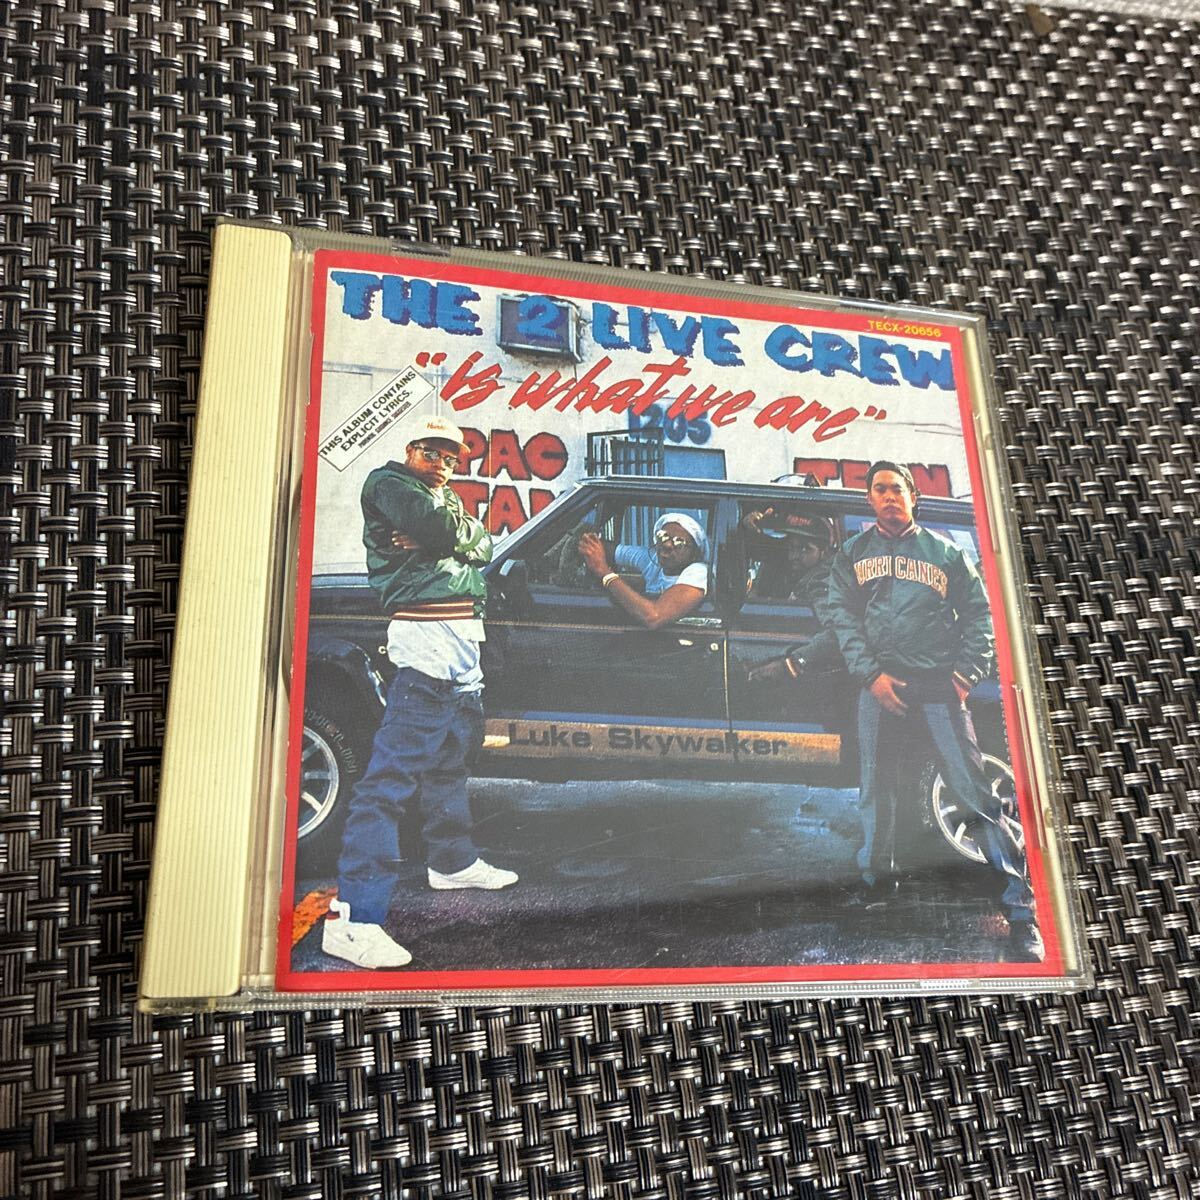 THE 2 LIVE CREW
TECX-20656
"is what we are"
THIS ALBUM CONTAINS
EXPLICIT LYRICS.
1205
PAC
TEEN
Luke Skywalker